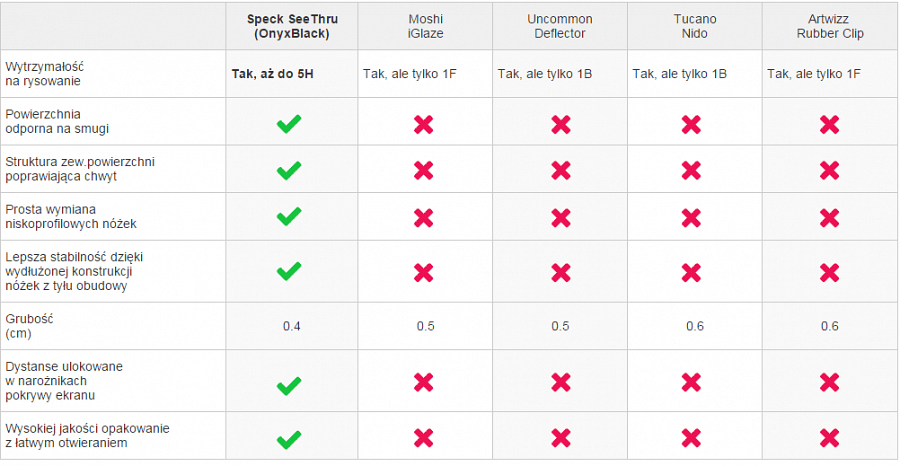 Speck SeeThru
(OnyxBlack)
Moshi
iGlaze
Uncommon
Deflector
Tucano
Nido
Artwizz
Rubber Clip
Wytrzymałość
na rysowanie
Tak, aż do 5H
Tak, ale tylko 1F
Tak, ale tylko 1B
Tak, ale tylko 1B
Tak, ale tylko 1F
Powierzchnia
odporna na smugi
Struktura zew.powierzchni
poprawiająca chwyt
Prosta wymiana
niskoprofilowych nóżek
Lepsza stabilność dzięki
wydłużonej konstrukcji
nóżek z tyłu obudowy
Grubość
(cm)
0.4
0.5
0.5
0.6
0.6
Dystanse ulokowane
w narożnikach
pokrywy ekranu
Wysokiej jakości opakowanie
z łatwym otwieraniem